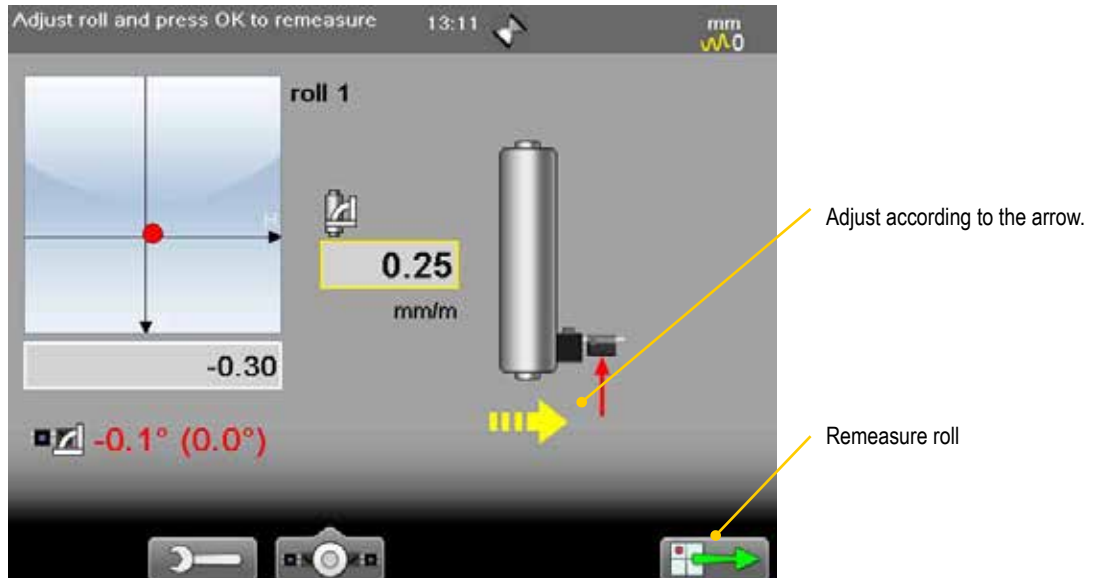 Adjust roll and press OK to remeasure 13:11 mm
0
roll 1
H
0.25
mm/m
-0.30
-0.1° (0.0°)
Adjust according to the arrow.
Remeasure roll